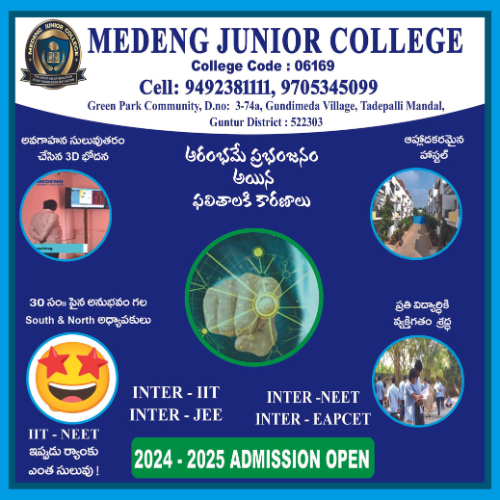 MEDENG JUNIOR COLLEGE
College Code : 06169
Cell: 9492381111, 9705345099
Green Park Community, D.no: 3-74a, Gundimeda Village, Tadepalli Mandal,
Guntur District : 522303
అవగాహన సులువుతరం
చేసిన 3D భోదన
ఆరంభమే ప్రభంజనం
అయిన
ఫలితాలకి కారణాలు
ఆహ్లాదకరమైన
హాస్టల్
MEDENG
30 సం॥ పైన అనుభవం గల
South & North అధ్యాపకులు
ప్రతి విద్యార్థికి
వ్యక్తిగతం శ్రద్ధ
INTER - IIT
INTER - JEE
INTER -NEET
INTER - EAPCET
IIT - NEET
ఇప్పుడు ర్యాంకు
ఎంత సులువు !
2024 - 2025 ADMISSION OPEN